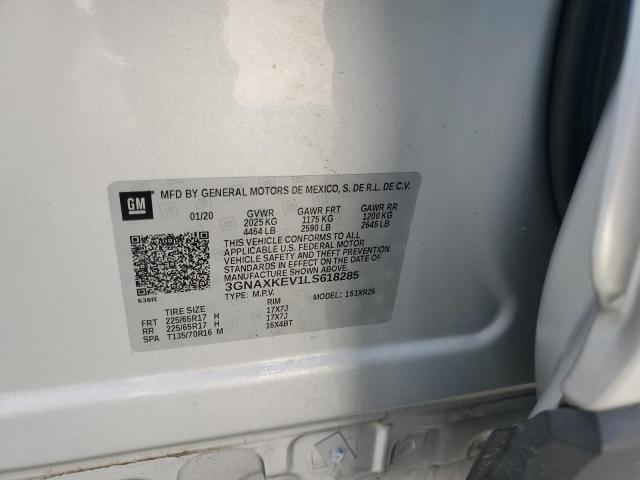 GM MFD BY GENERAL MOTORS DE MEXICO, S. DE R.L. DE C.V.
01/20 GVWR GAWR FRT GAWR RR
2025 KG 1175 KG 1200 KG
4464 LB 2590 LB 2645 LB
THIS VEHICLE CONFORMS TO ALL
APPLICABLE U.S. FEDERAL MOTOR
VEHICLE SAFETY AND THEFT PREVENTION
STANDARDS IN EFFECT ON THE DATE OF
MANUFACTURE SHOWN ABOVE.
3GNAXKEV1LS618285
TYPE: M.P.V. MODEL: 1S1XR26
636R
TIRE SIZE RIM
FRT 225/65R17 H 17X7J
RR 225/65R17 H 17X7J
SPA T135/70R16 M 16X4BT